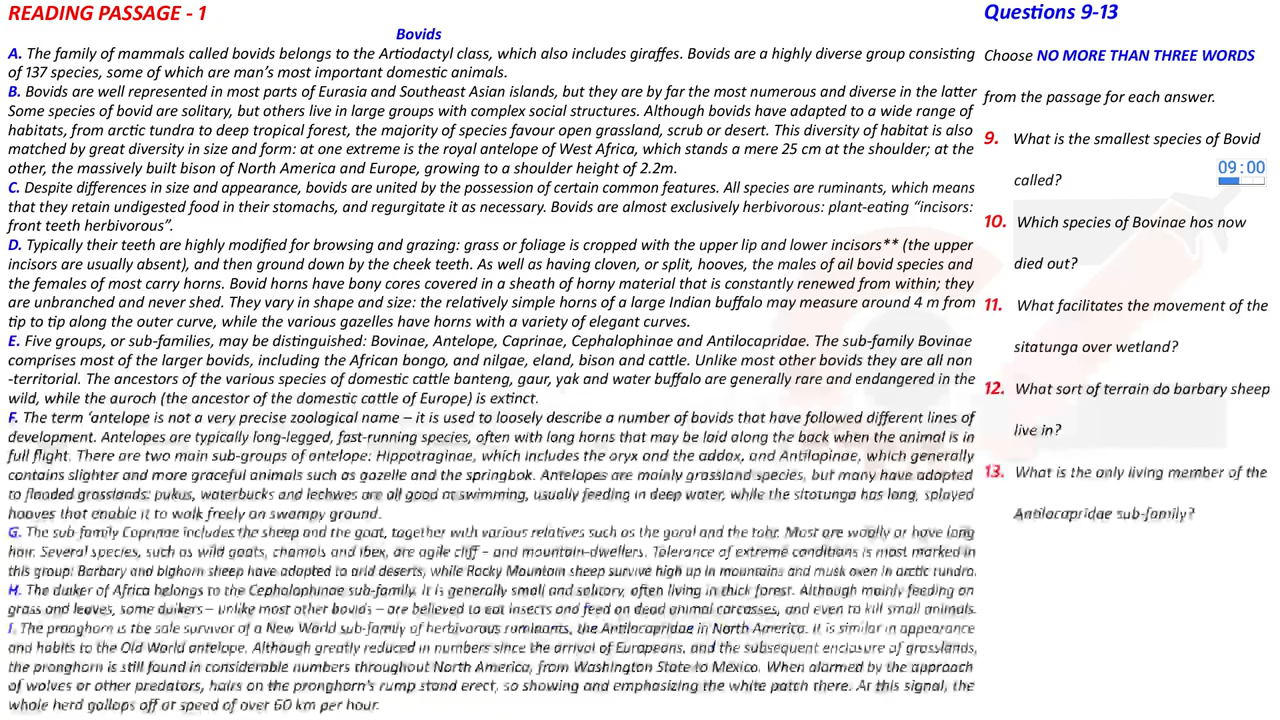 READING PASSAGE - 1
Bovids
A. The family of mammals called bovids belongs to the Artiodactyl class, which also includes giraffes. Bovids are a highly diverse group consisting
of 137 species, some of which are man's most important domestic animals.
B. Bovids are well represented in most parts of Eurasia and Southeast Asian islands, but they are by far the most numerous and diverse in the latter
Some species of bovid are solitary, but others live in large groups with complex social structures. Although bovids have adapted to a wide range of
habitats, from arctic tundra to deep tropical forest, the majority of species favour open grassland, scrub or desert. This diversity of habitat is also
matched by great diversity in size and form: at one extreme is the royal antelope of West Africa, which stands a mere 25 cm at the shoulder; at the
other, the massively built bison of North America and Europe, growing to a shoulder height of 2.2m.
C. Despite differences in size and appearance, bovids are united by the possession of certain common features. All species are ruminants, which means
that they retain undigested food in their stomachs, and regurgitate it as necessary. Bovids are almost exclusively herbivorous: plant-eating "incisors:
front teeth herbivorous".
D. Typically their teeth are highly modified for browsing and grazing: grass or foliage is cropped with the upper lip and lower incisors** (the upper
incisors are usually absent), and then ground down by the cheek teeth. As well as having cloven, or split, hooves, the males of ail bovid species and
the females of most carry horns. Bovid horns have bony cores covered in a sheath of horny material that is constantly renewed from within; they
are unbranched and never shed. They vary in shape and size: the relatively simple horns of a large Indian buffalo may measure around 4 m from
tip to tip along the outer curve, while the various gazelles have horns with a variety of elegant curves.
E. Five groups, or sub-families, may be distinguished: Bovinae, Antelope, Caprinae, Cephalophinae and Antilocapridae. The sub-family Bovinae
comprises most of the larger bovids, including the African bongo, and nilgae, eland, bison and cattle. Unlike most other bovids they are all non
-territorial. The ancestors of the various species of domestic cattle banteng, gaur, yak and water buffalo are generally rare and endangered in the
wild, while the auroch (the ancestor of the domestic cattle of Europe) is extinct.
F. The term 'antelope is not a very precise zoological name – it is used to loosely describe a number of bovids that have followed different lines of
development. Antelopes are typically long-legged, fast-running species, often with long horns that may be laid along the back when the animal is in
full flight. There are two main sub-groups of antelope: Hippotraginae, which includes the oryx and the addax, and Antilopinae, which generally
contains slighter and more graceful animals such as gazelle and the springbok. Antelopes are mainly grassland species, but many have adapted
to flooded grasslands: pukus, waterbucks and lechwes are all good at swimming, usually feeding in deep water, while the sitatunga has long, splayed
hooves that enable it to walk freely on swampy ground.
G. The sub-family Caprinae includes the sheep and the goat, together with various relatives such as the goral and the tahr. Most are woolly or have long
hair. Several species, such as wild goats, chamois and ibex, are agile cliff – and mountain-dwellers. Tolerance of extreme conditions is most marked in
this group: Barbary and bighorn sheep have adapted to arid deserts, while Rocky Mountain sheep survive high up in mountains and musk oxen in arctic tundra.
H. The duiker of Africa belongs to the Cephalophinae sub-family. It is generally small and solitary, often living in thick forest. Although mainly feeding on
grass and leaves, some duikers – unlike most other bovids – are believed to eat insects and feed on dead animal carcasses, and even to kill small animals.
I. The pronghorn is the sole survivor of a New World sub-family of herbivorous ruminants, the Antilocapridae in North America. It is similar in appearance
and habits to the Old World antelope. Although greatly reduced in numbers since the arrival of Europeans, and the subsequent enclosure of grasslands,
the pronghorn is still found in considerable numbers throughout North America, from Washington State to Mexico. When alarmed by the approach
of wolves or other predators, hairs on the pronghorn's rump stand erect, so showing and emphasizing the white patch there. At this signal, the
whole herd gallops off at speed of over 60 km per hour.
Questions 9-13
Choose NO MORE THAN THREE WORDS
from the passage for each answer.
9. What is the smallest species of Bovid
called?
09:00
10. Which species of Bovinae hos now
died out?
11. What facilitates the movement of the
sitatunga over wetland?
12. What sort of terrain do barbary sheep
live in?
13. What is the only living member of the
Antilocapridae sub-family?